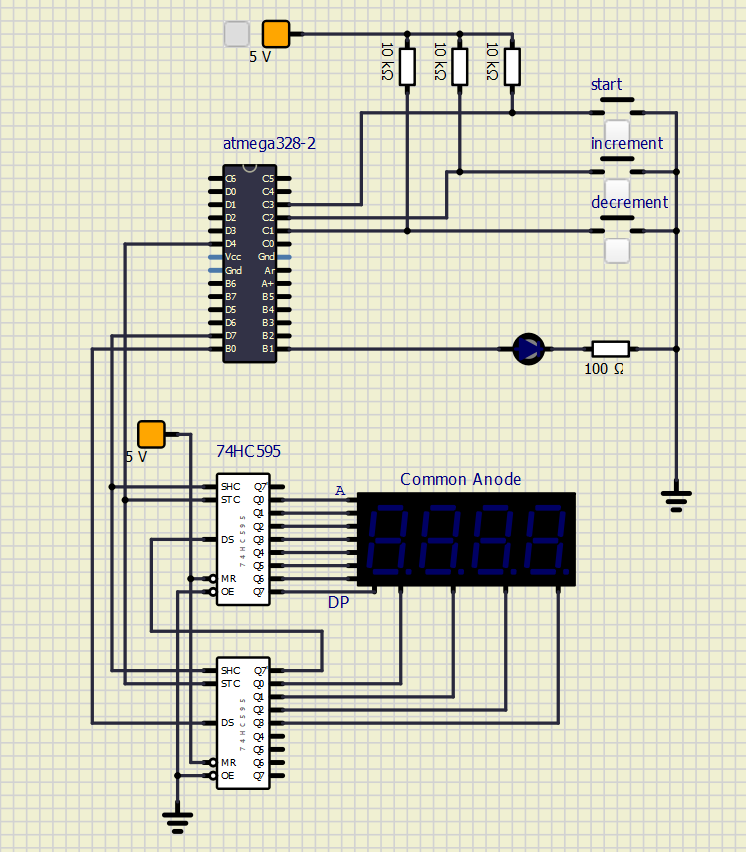 5 V
10 kΩ
10 kΩ
10 kΩ
start
increment
decrement
atmega328-2
C6 C5
D0 C4
D1 C3
D2 C2
D3 C1
D4 C0
Vcc Gnd
Gnd Ar
B6 A+
B7 B5
D5 B4
D6 B3
D7 B2
B0 B1
100 Ω
5 V
74HC595
Common Anode
A
SHC Q7'
STC Q0
Q1
Q2
DS Q3
Q4
Q5
MR Q6
OE Q7
74HC595
DP
SHC Q7'
STC Q0
Q1
Q2
DS Q3
Q4
Q5
MR Q6
OE Q7
74HC595